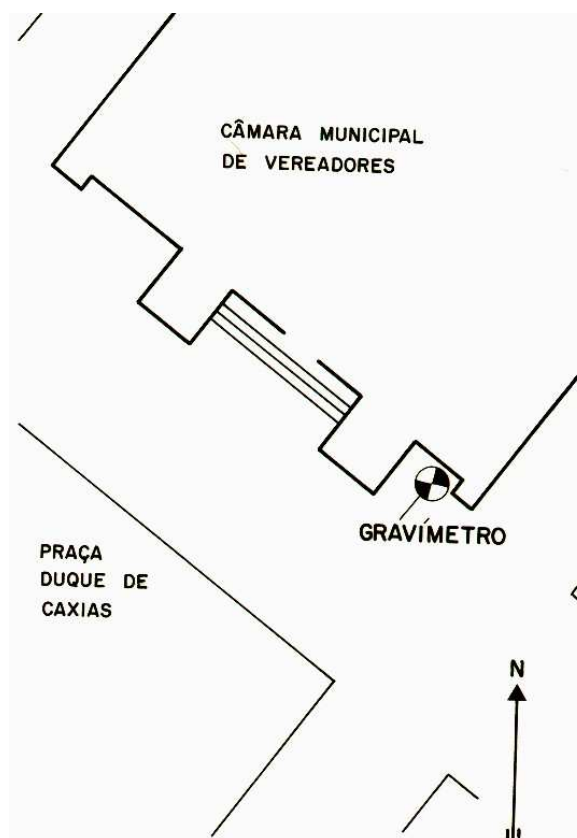 CÂMARA MUNICIPAL
DE VEREADORES
GRAVÍMETRO
PRAÇA
DUQUE DE
CAXIAS
N